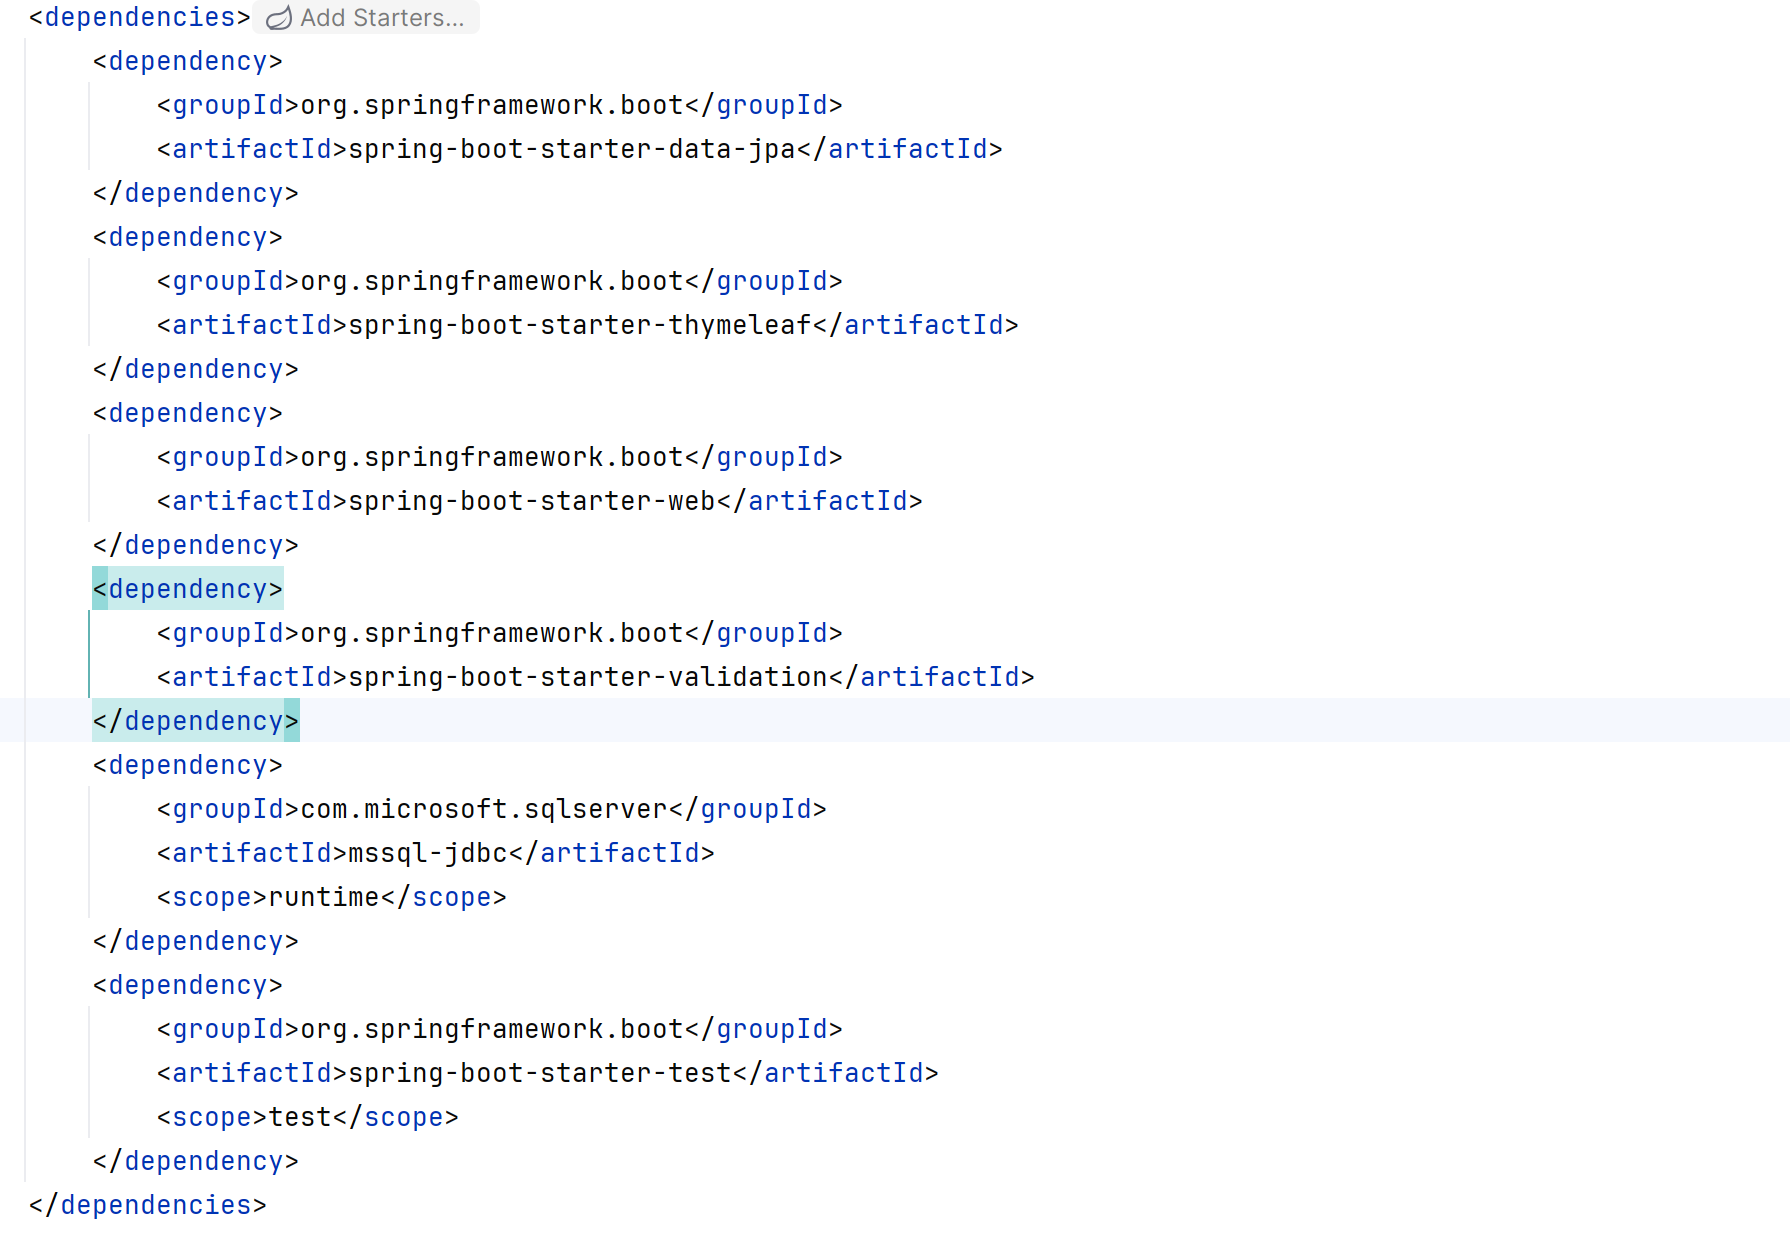 <dependencies> Add Starters...
    <dependency>
        <groupId>org.springframework.boot</groupId>
        <artifactId>spring-boot-starter-data-jpa</artifactId>
    </dependency>
    <dependency>
        <groupId>org.springframework.boot</groupId>
        <artifactId>spring-boot-starter-thymeleaf</artifactId>
    </dependency>
    <dependency>
        <groupId>org.springframework.boot</groupId>
        <artifactId>spring-boot-starter-web</artifactId>
    </dependency>
    <dependency>
        <groupId>org.springframework.boot</groupId>
        <artifactId>spring-boot-starter-validation</artifactId>
    </dependency>
    <dependency>
        <groupId>com.microsoft.sqlserver</groupId>
        <artifactId>mssql-jdbc</artifactId>
        <scope>runtime</scope>
    </dependency>
    <dependency>
        <groupId>org.springframework.boot</groupId>
        <artifactId>spring-boot-starter-test</artifactId>
        <scope>test</scope>
    </dependency>
</dependencies>